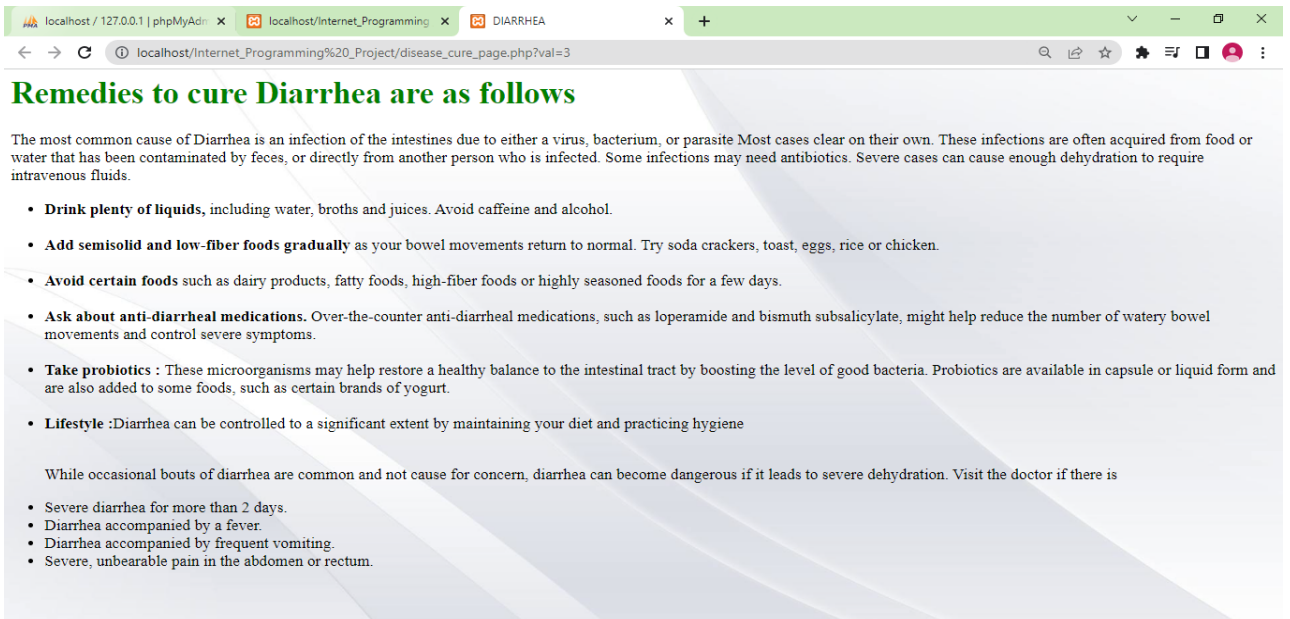 localhost / 127.0.0.1 | phpMyAdm
localhost/Internet_Programming
DIARRHEA
localhost/Internet_Programming%20_Project/disease_cure_page.php?val=3
Remedies to cure Diarrhea are as follows
The most common cause of Diarrhea is an infection of the intestines due to either a virus, bacterium, or parasite Most cases clear on their own. These infections are often acquired from food or
water that has been contaminated by feces, or directly from another person who is infected. Some infections may need antibiotics. Severe cases can cause enough dehydration to require
intravenous fluids.
• Drink plenty of liquids, including water, broths and juices. Avoid caffeine and alcohol.
• Add semisolid and low-fiber foods gradually as your bowel movements return to normal. Try soda crackers, toast, eggs, rice or chicken.
• Avoid certain foods such as dairy products, fatty foods, high-fiber foods or highly seasoned foods for a few days.
• Ask about anti-diarrheal medications. Over-the-counter anti-diarrheal medications, such as loperamide and bismuth subsalicylate, might help reduce the number of watery bowel
movements and control severe symptoms.
• Take probiotics : These microorganisms may help restore a healthy balance to the intestinal tract by boosting the level of good bacteria. Probiotics are available in capsule or liquid form and
are also added to some foods, such as certain brands of yogurt.
• Lifestyle :Diarrhea can be controlled to a significant extent by maintaining your diet and practicing hygiene
While occasional bouts of diarrhea are common and not cause for concern, diarrhea can become dangerous if it leads to severe dehydration. Visit the doctor if there is
• Severe diarrhea for more than 2 days.
• Diarrhea accompanied by a fever.
• Diarrhea accompanied by frequent vomiting.
• Severe, unbearable pain in the abdomen or rectum.